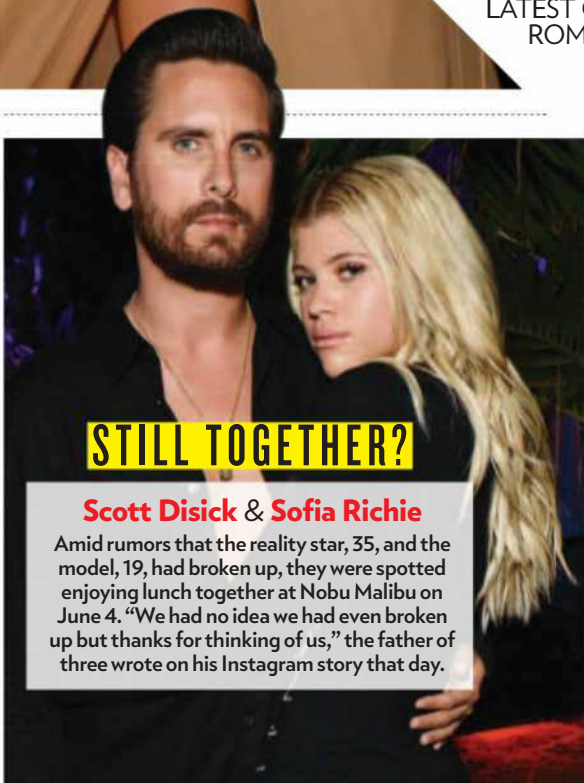 LATEST
ROM
STILL TOGETHER?
Scott Disick & Sofia Richie
Amid rumors that the reality star, 35, and the
model, 19, had broken up, they were spotted
enjoying lunch together at Nobu Malibu on
June 4. “We had no idea we had even broken
up but thanks for thinking of us,” the father of
three wrote on his Instagram story that day.